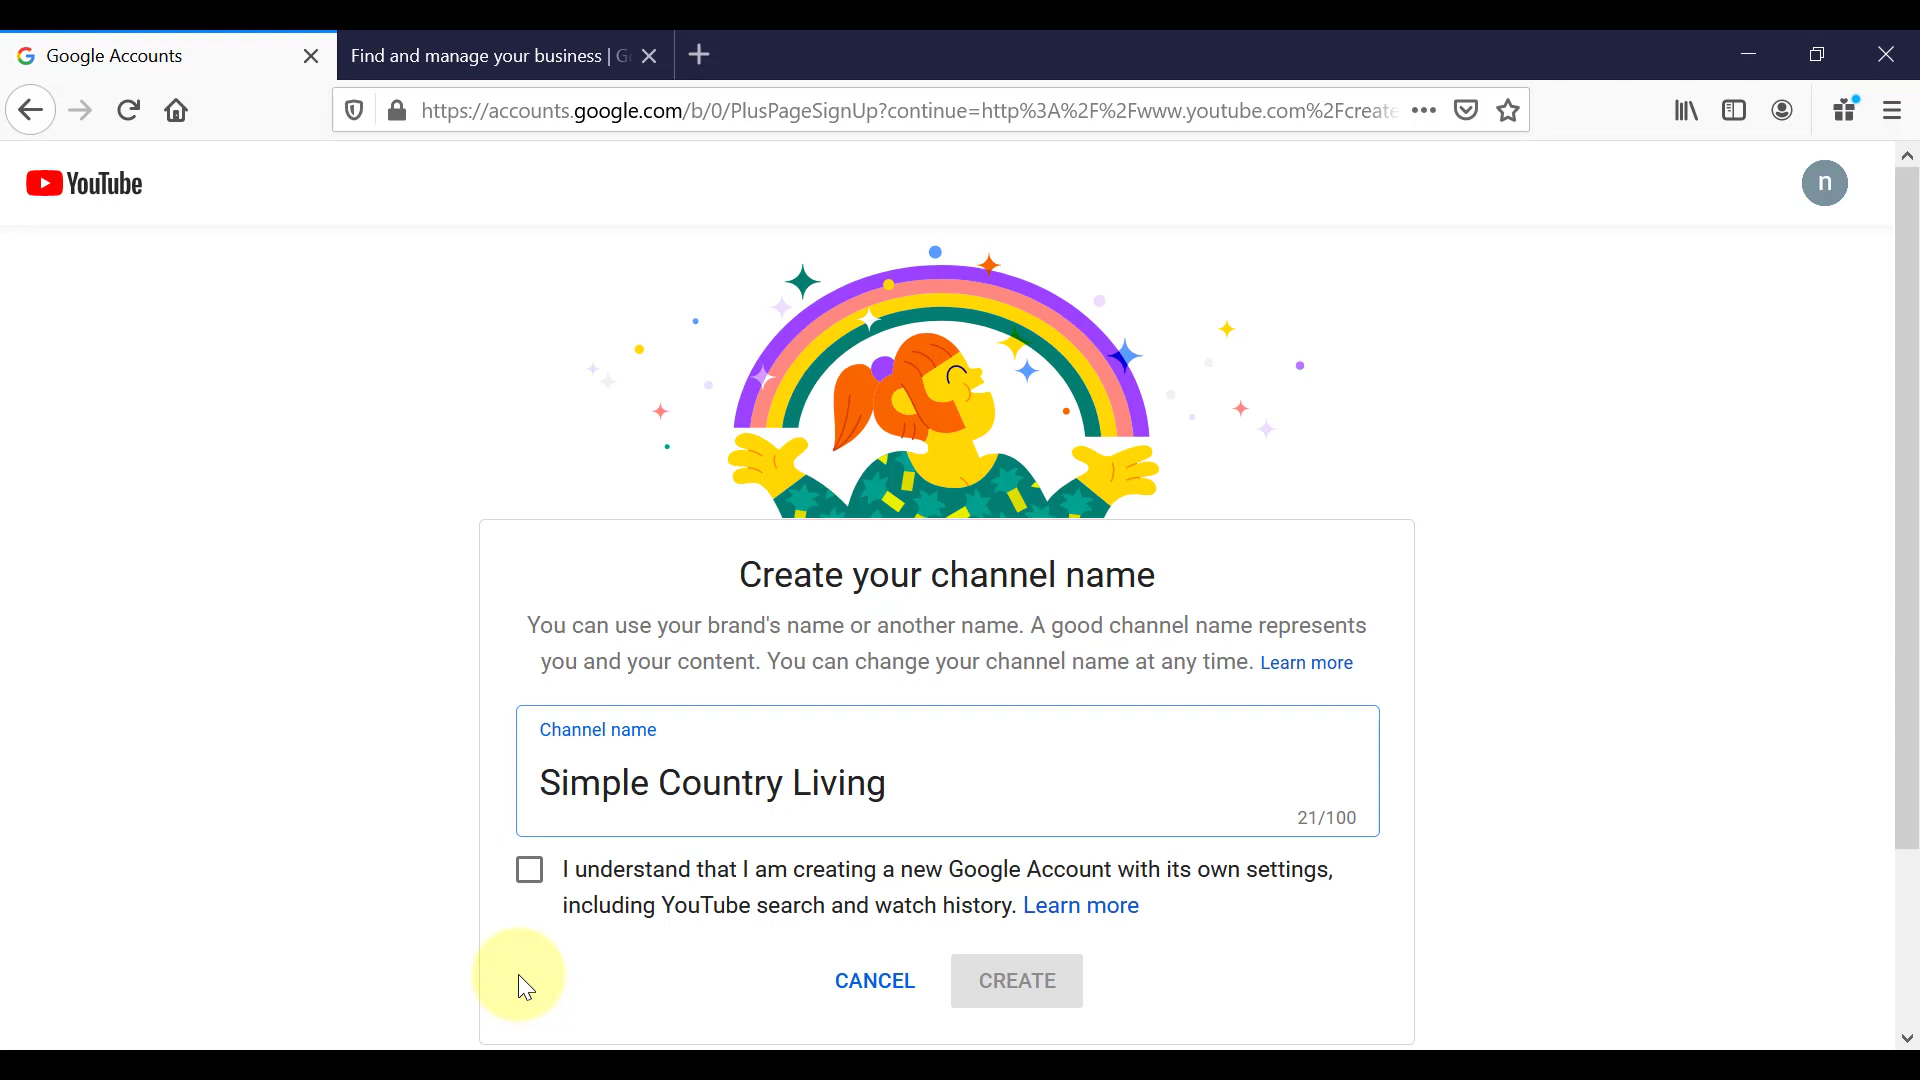 Google Accounts
Find and manage your business | G
https://accounts.google.com/b/0/PlusPageSignUp?continue=http%3A%2F%2Fwww.youtube.com%2Fcreate
YouTube
n
Create your channel name
You can use your brand's name or another name. A good channel name represents
you and your content. You can change your channel name at any time. Learn more
Channel name
Simple Country Living
21/100
I understand that I am creating a new Google Account with its own settings,
including YouTube search and watch history. Learn more
CANCEL
CREATE